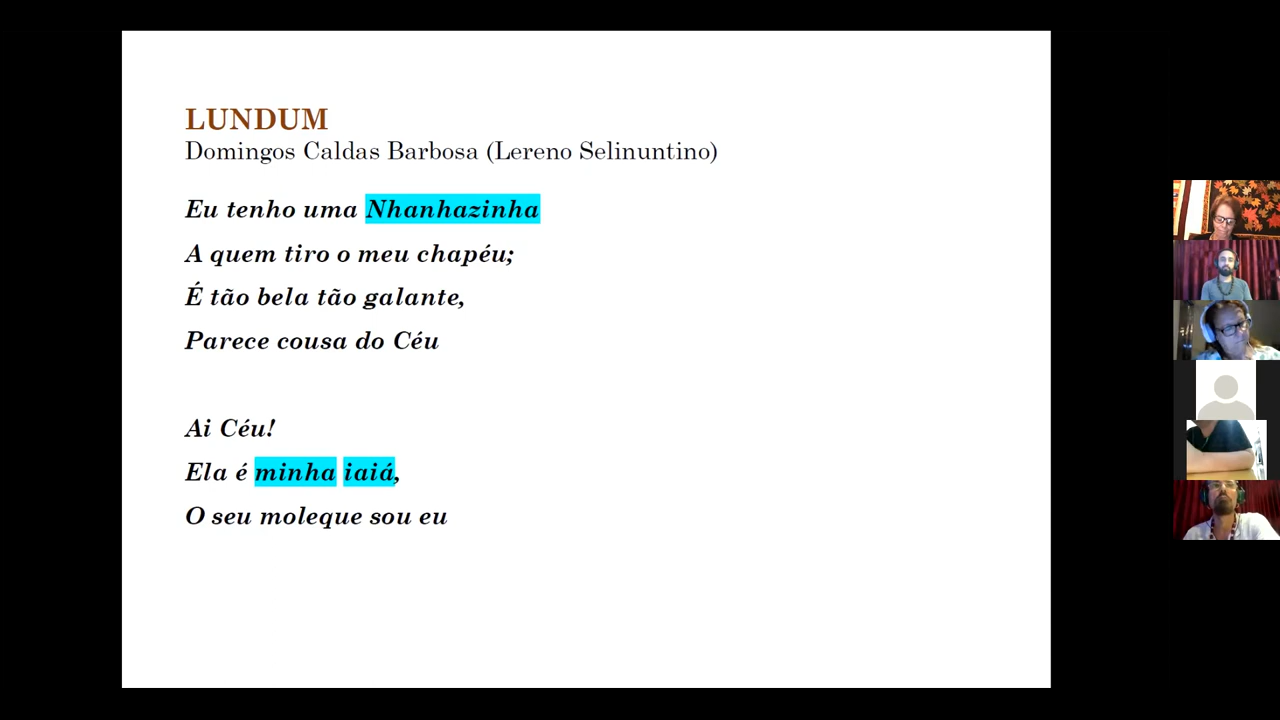 LUNDUM
Domingos Caldas Barbosa (Lereno Selinuntino)
Eu tenho uma Nhanhazinha
A quem tiro o meu chapéu;
É tão bela tão galante,
Parece cousa do Céu
Ai Céu!
Ela é minha iaiá,
O seu moleque sou eu